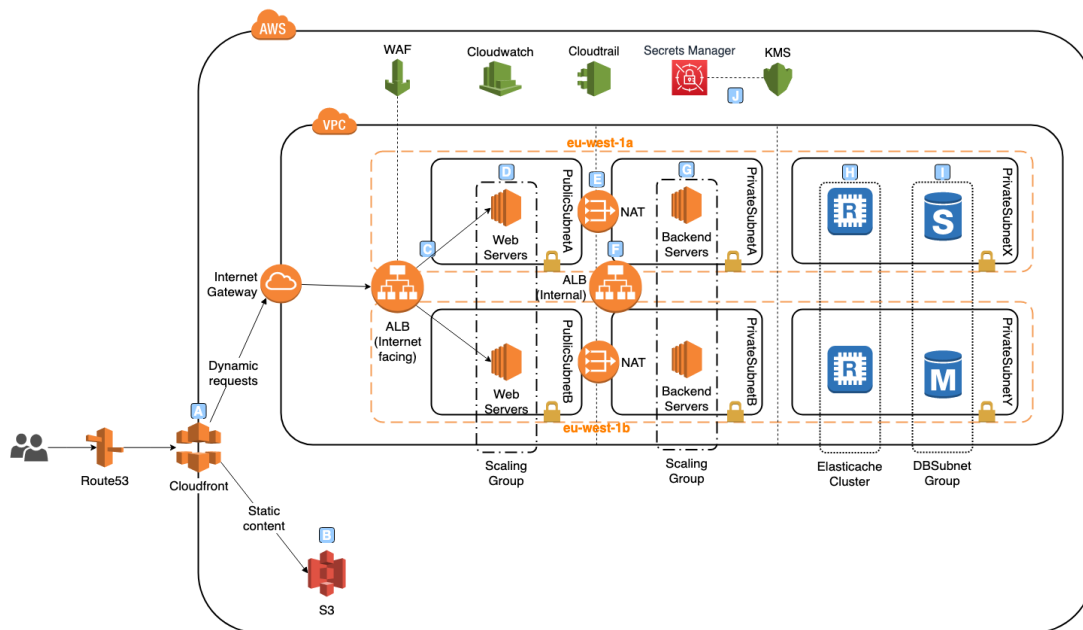 AWS
WAF
Cloudwatch
Cloudtrail
Secrets Manager
KMS
J
VPC
eu-west-1a
D
PublicSubnetA
E
G
PrivateSubnetA
H
I
PrivateSubnetX
R
S
NAT
Web
Servers
Backend
Servers
C
F
Internet
Gateway
ALB
(Internal)
ALB
(Internet
facing)
PublicSubnetB
PrivateSubnetB
PrivateSubnetY
NAT
R
M
Web
Servers
Backend
Servers
Dynamic
requests
A
eu-west-1b
Route53
Cloudfront
Scaling
Group
Scaling
Group
Elasticache
Cluster
DBSubnet
Group
Static
content
B
S3